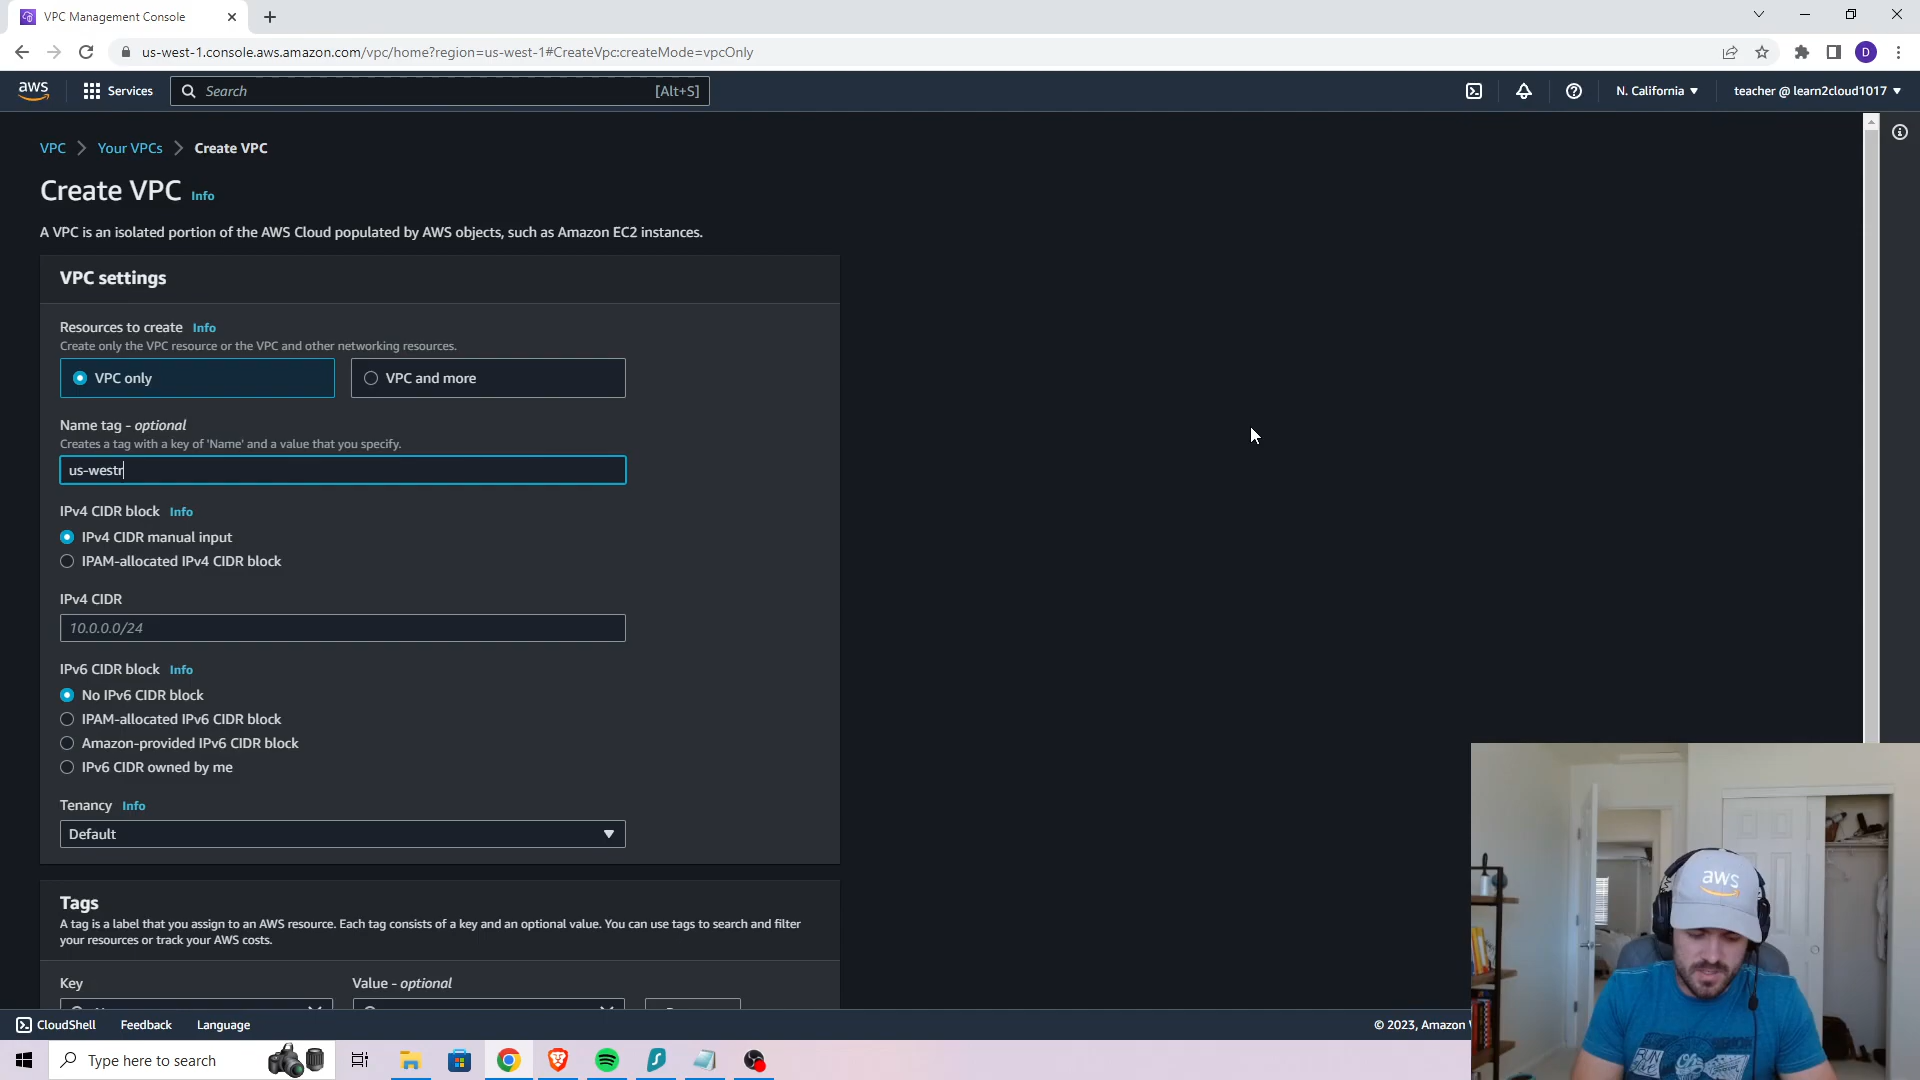 VPC Management Console
us-west-1.console.aws.amazon.com/vpc/home?region=us-west-1#CreateVpc:createMode=vpcOnly
D
aws
Services
Search
[Alt+S]
N. California
teacher @ learn2cloud1017
VPC
Your VPCs
Create VPC
Create VPC Info
A VPC is an isolated portion of the AWS Cloud populated by AWS objects, such as Amazon EC2 instances.
VPC settings
Resources to create Info
Create only the VPC resource or the VPC and other networking resources.
VPC only
VPC and more
Name tag - optional
Creates a tag with a key of 'Name' and a value that you specify.
us-westr
IPv4 CIDR block Info
IPv4 CIDR manual input
IPAM-allocated IPv4 CIDR block
IPv4 CIDR
10.0.0.0/24
IPv6 CIDR block Info
No IPv6 CIDR block
IPAM-allocated IPv6 CIDR block
Amazon-provided IPv6 CIDR block
IPv6 CIDR owned by me
Tenancy Info
Default
Tags
A tag is a label that you assign to an AWS resource. Each tag consists of a key and an optional value. You can use tags to search and filter
your resources or track your AWS costs.
Key
Value - optional
CloudShell
Feedback
Language
© 2023, Amazon
aws
Type here to search